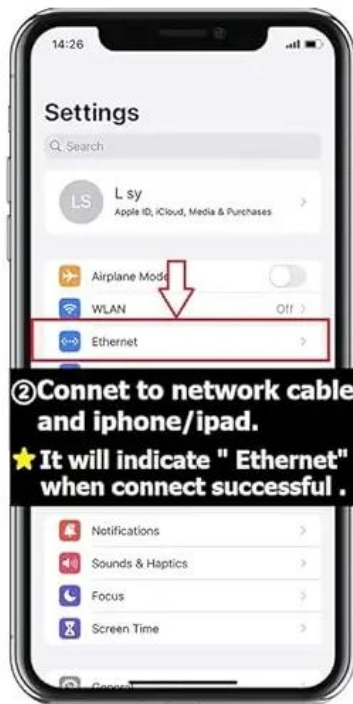 14:26
Settings
Search
LS
L sy
Apple ID, iCloud, Media & Purchases
Airplane Mode
WLAN
Off
Ethernet
②Connet to network cable
and iphone/ipad.
It will indicate " Ethernet"
when connect successful .
Notifications
Sounds & Haptics
Focus
Screen Time
General